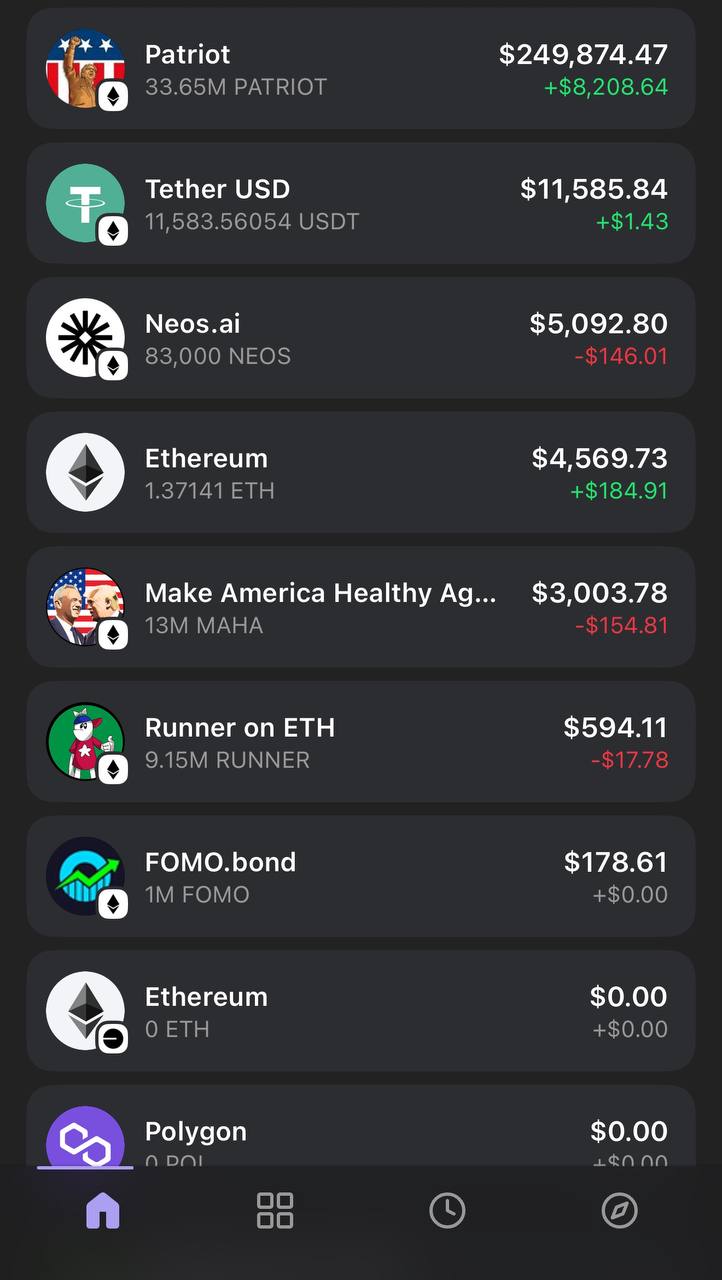 Patriot
$249,874.47
33.65M PATRIOT
+$8,208.64
Tether USD
$11,585.84
11,583.56054 USDT
+$1.43
Neos.ai
$5,092.80
83,000 NEOS
-$146.01
Ethereum
$4,569.73
1.37141 ETH
+$184.91
Make America Healthy Ag...
$3,003.78
13M MAHA
-$154.81
Runner on ETH
$594.11
9.15M RUNNER
-$17.78
FOMO.bond
$178.61
1M FOMO
+$0.00
Ethereum
$0.00
0 ETH
+$0.00
Polygon
$0.00
0 POL
+$0.00